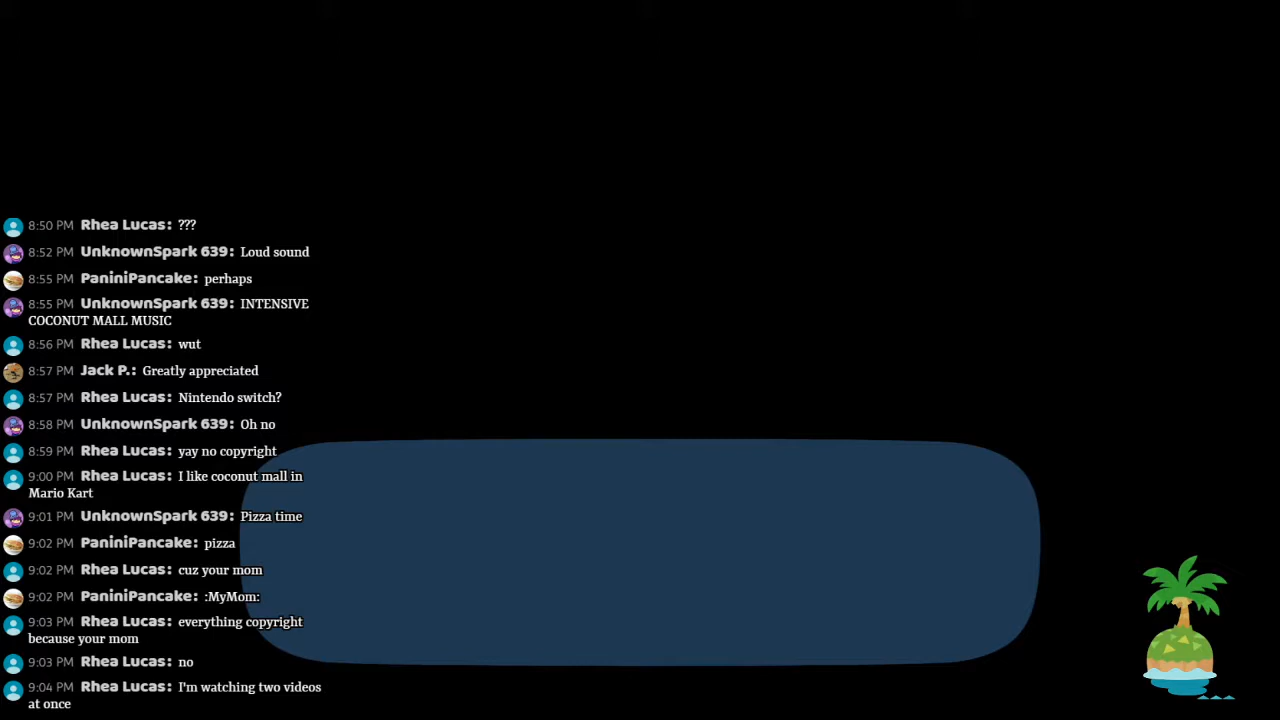 8:50 PM Rhea Lucas: ???
8:52 PM UnknownSpark 639: Loud sound
8:55 PM PaniniPancake: perhaps
8:55 PM UnknownSpark 639: INTENSIVE
COCONUT MALL MUSIC
8:56 PM Rhea Lucas: wut
8:57 PM Jack P.: Greatly appreciated
8:57 PM Rhea Lucas: Nintendo switch?
8:58 PM UnknownSpark 639: Oh no
8:59 PM Rhea Lucas: yay no copyright
9:00 PM Rhea Lucas: I like coconut mall in
Mario Kart
9:01 PM UnknownSpark 639: Pizza time
9:02 PM PaniniPancake: pizza
9:02 PM Rhea Lucas: cuz your mom
9:02 PM PaniniPancake: :MyMom:
9:03 PM Rhea Lucas: everything copyright
because your mom
9:03 PM Rhea Lucas: no
9:04 PM Rhea Lucas: I'm watching two videos
at once